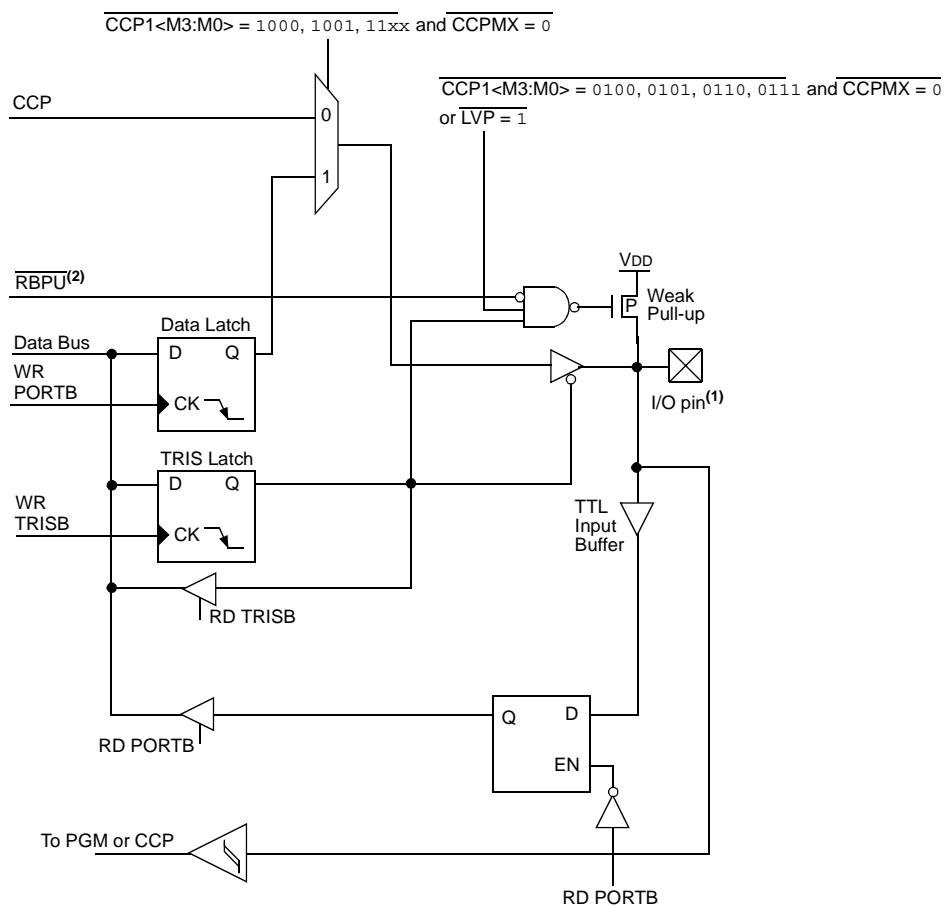 CCP1<M3:M0> = 1000, 1001, 11xx and CCPMX = 0
CCP1<M3:M0> = 0100, 0101, 0110, 0111 and CCPMX = 0
or LVP = 1
CCP
0
1
RBPU(2)
VDD
P
Weak
Pull-up
Data Bus
WR
PORTB
Data Latch
D Q
CK
I/O pin(1)
TRIS Latch
D Q
CK
WR
TRISB
TTL
Input
Buffer
RD TRISB
Q D
EN
RD PORTB
To PGM or CCP
RD PORTB